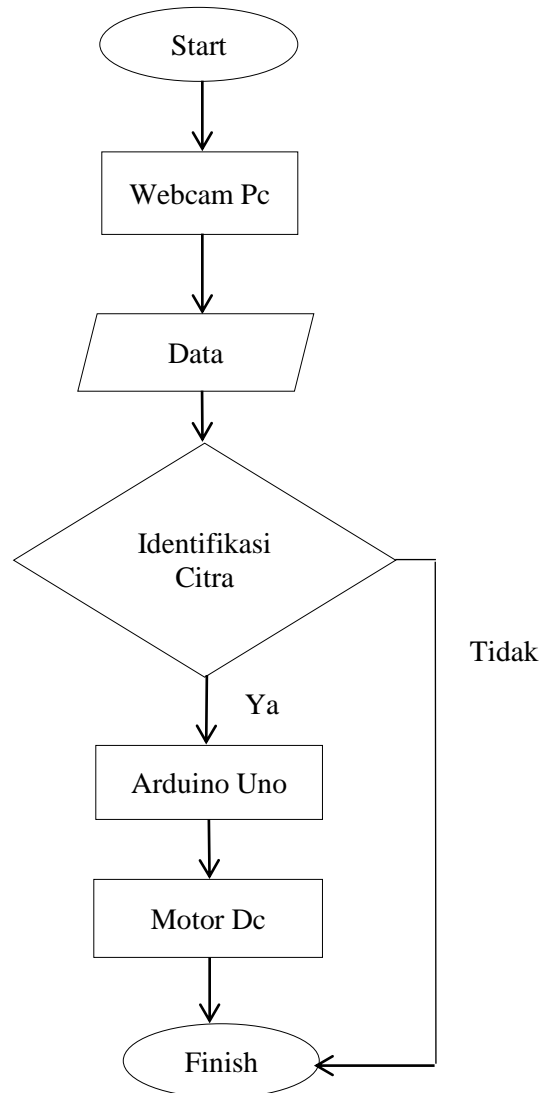 Start
Webcam Pc
Data
Identifikasi
Citra
Tidak
Ya
Arduino Uno
Motor Dc
Finish